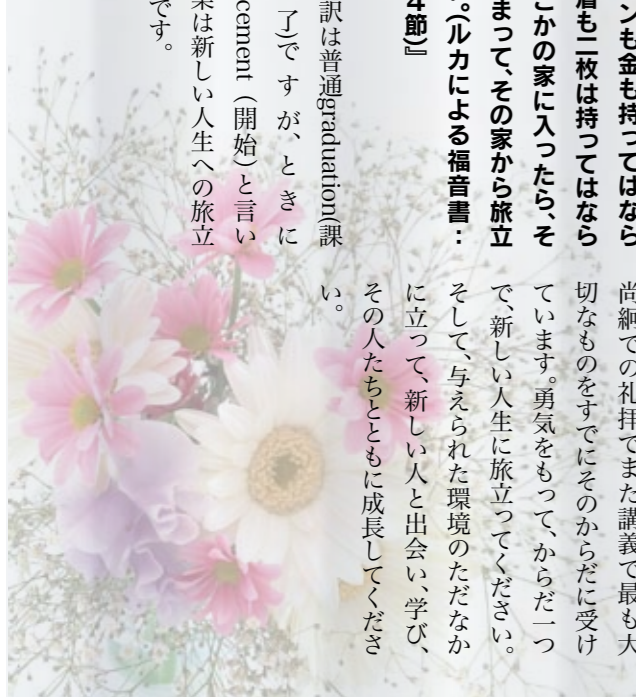 ンも金も持ってはなら
着も二枚は持ってはなら
こかの家に入ったら、そ
まって、その家から旅立
。(ルカによる福音書：
4節)』
訳は普通graduation(課
了)ですが、ときに
cement（開始）と言い
業は新しい人生への旅立
です。
尚絅での礼拝でまた講義で最も大
切なものをすでにそのからだに受け
ています。勇気をもって、からだ一つ
で、新しい人生に旅立ってください。
そして、与えられた環境のただなか
に立って、新しい人と出会い、学び、
その人たちとともに成長してくださ
い。